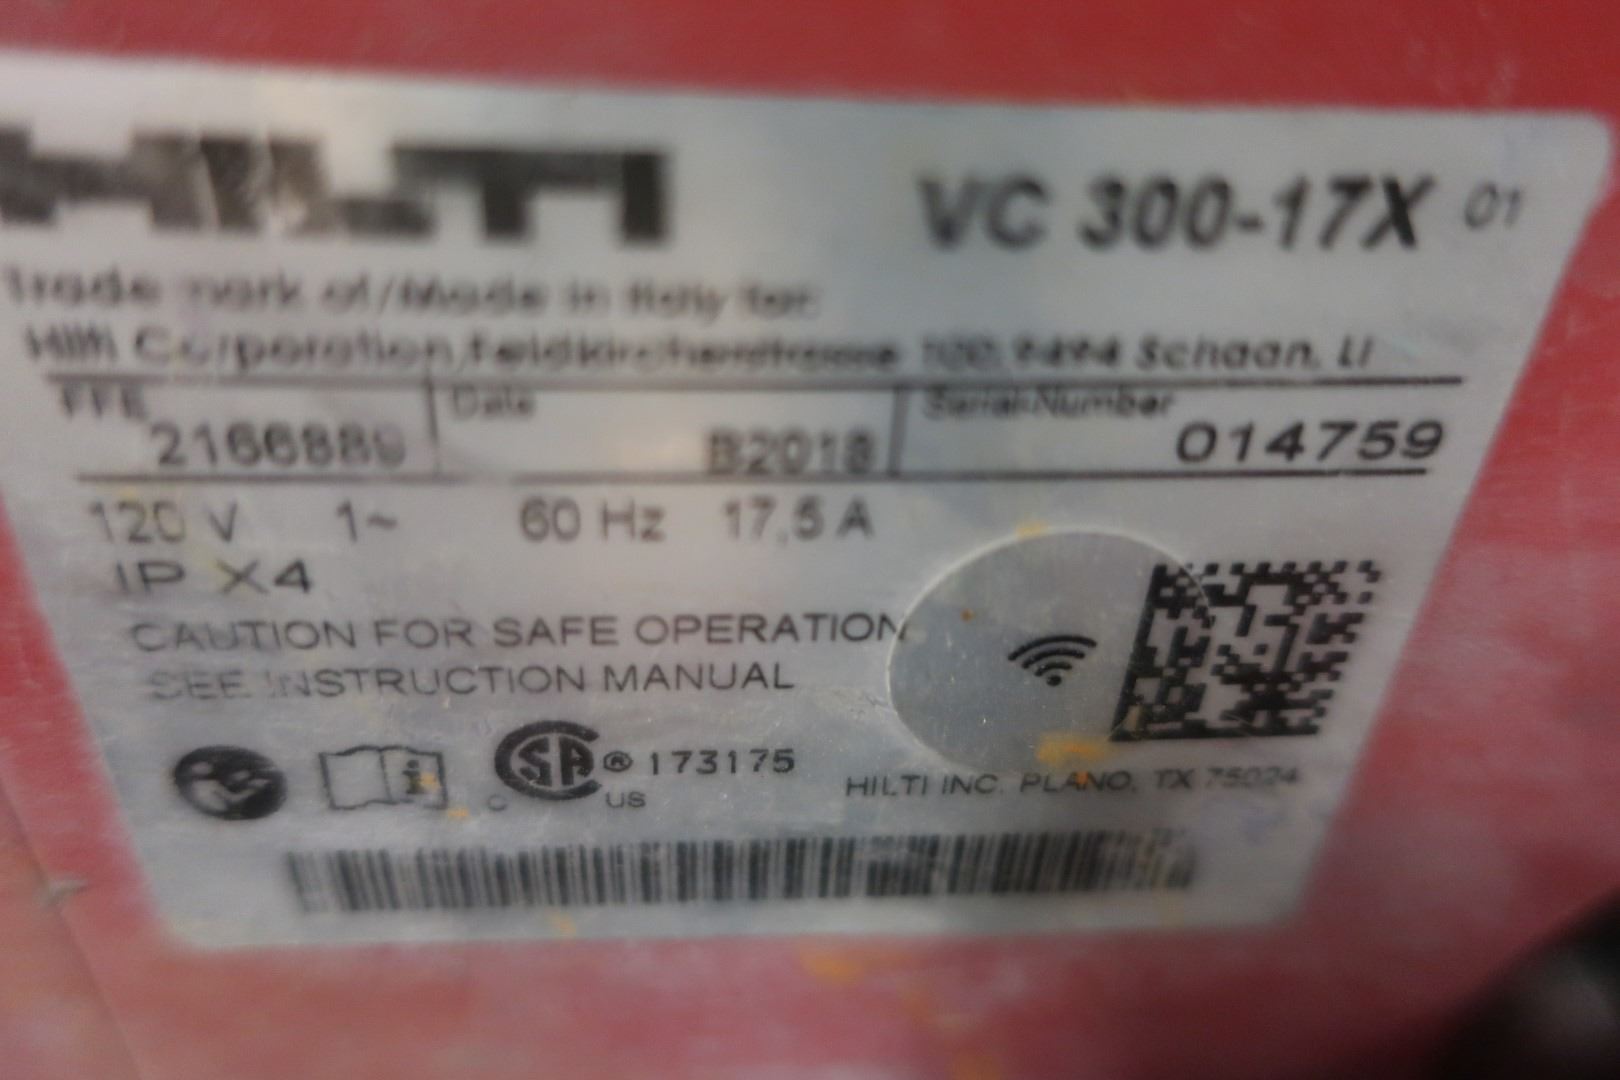 HILTI
VC 300-17X 01
Trade mark of/Made in Italy for:
Hilti Corporation, Feldkircherstrasse 100, 9494 Schaan, LI
FFE Date Serial-Number
2166889 B2018 014759
120 V 1~ 60 Hz 17,5 A
IP X4
CAUTION FOR SAFE OPERATION
SEE INSTRUCTION MANUAL
CSA ® 173175
C US
HILTI INC. PLANO, TX 75024